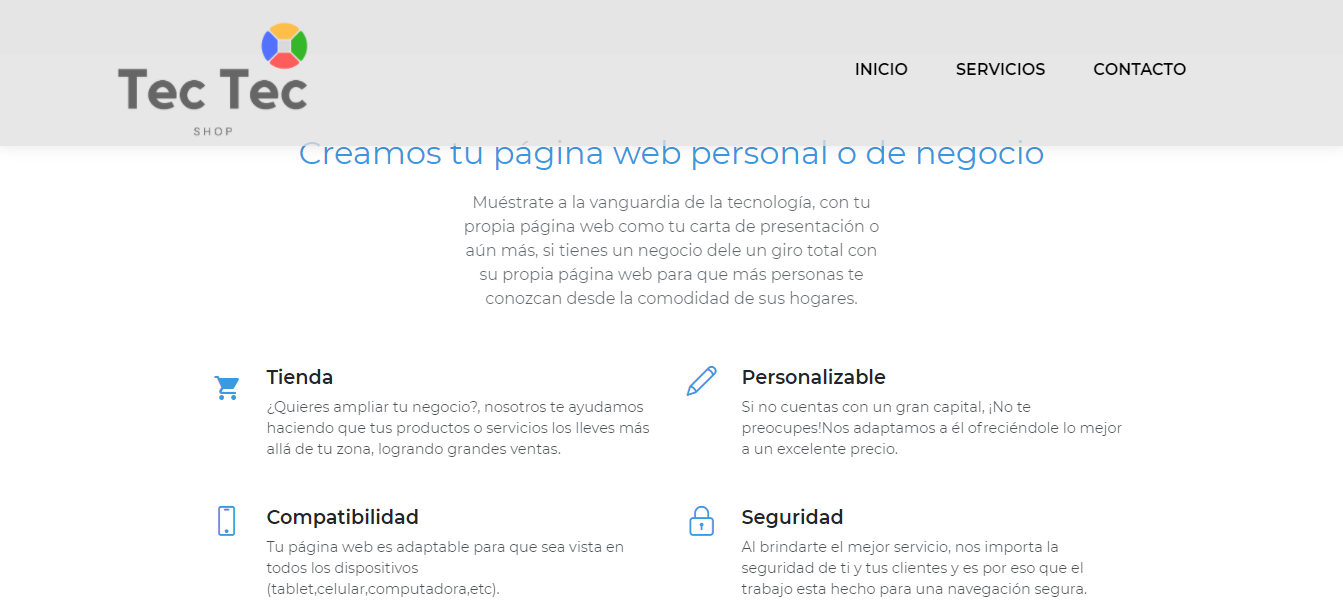 Tec Tec
SHOP
INICIO
SERVICIOS
CONTACTO
Creamos tu página web personal o de negocio
Muéstrate a la vanguardia de la tecnología, con tu
propia página web como tu carta de presentación o
aún más, si tienes un negocio dele un giro total con
su propia página web para que más personas te
conozcan desde la comodidad de sus hogares.
Tienda
¿Quieres ampliar tu negocio?, nosotros te ayudamos
haciendo que tus productos o servicios los lleves más
allá de tu zona, logrando grandes ventas.
Personalizable
Si no cuentas con un gran capital, ¡No te
preocupes!Nos adaptamos a él ofreciéndole lo mejor
a un excelente precio.
Compatibilidad
Tu página web es adaptable para que sea vista en
todos los dispositivos
(tablet,celular,computadora,etc).
Seguridad
Al brindarte el mejor servicio, nos importa la
seguridad de ti y tus clientes y es por eso que el
trabajo esta hecho para una navegación segura.